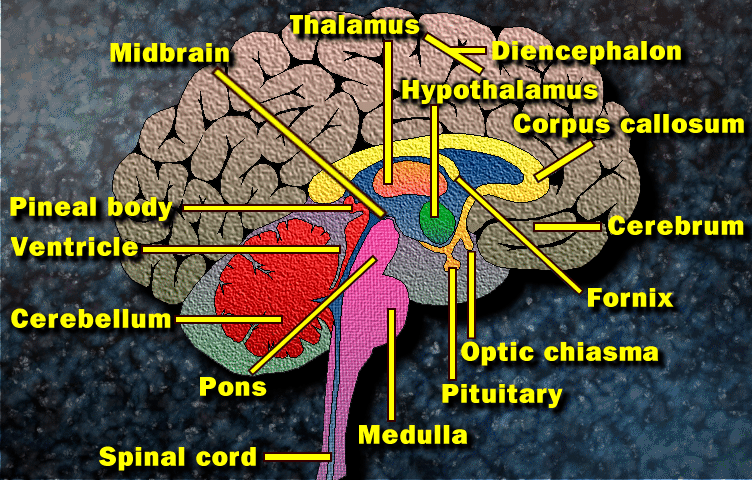 Thalamus
Midbrain
Diencephalon
Hypothalamus
Corpus callosum
Pineal body
Cerebrum
Ventricle
Fornix
Cerebellum
Optic chiasma
Pons
Pituitary
Medulla
Spinal cord